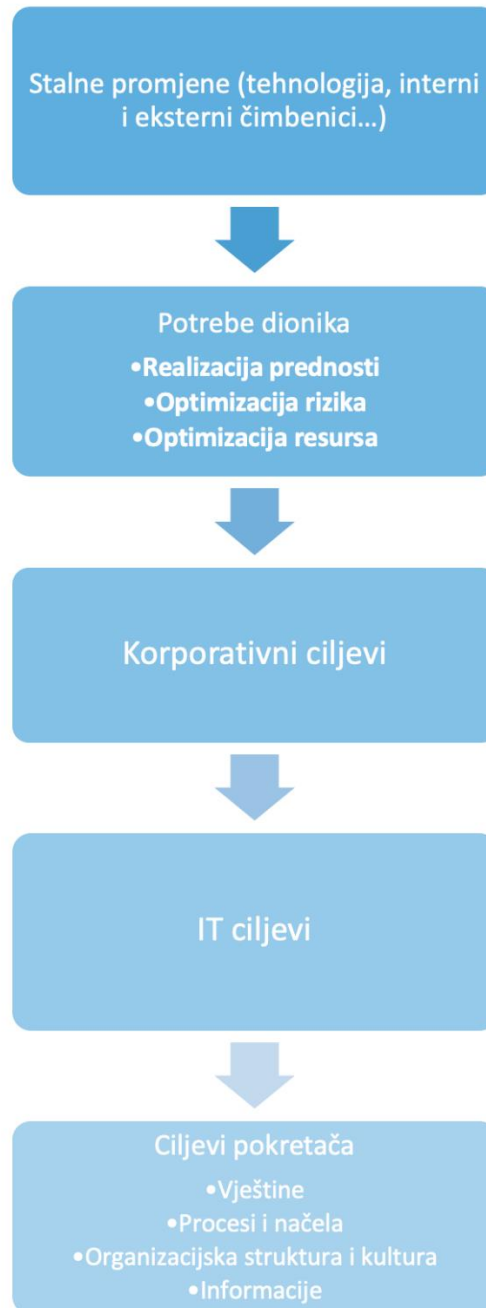 Stalne promjene (tehnologija, interni
i eksterni čimbenici...)
Potrebe dionika
•Realizacija prednosti
•Optimizacija rizika
•Optimizacija resursa
Korporativni ciljevi
IT ciljevi
Ciljevi pokretača
•Vještine
•Procesi i načela
•Organizacijska struktura i kultura
•Informacije